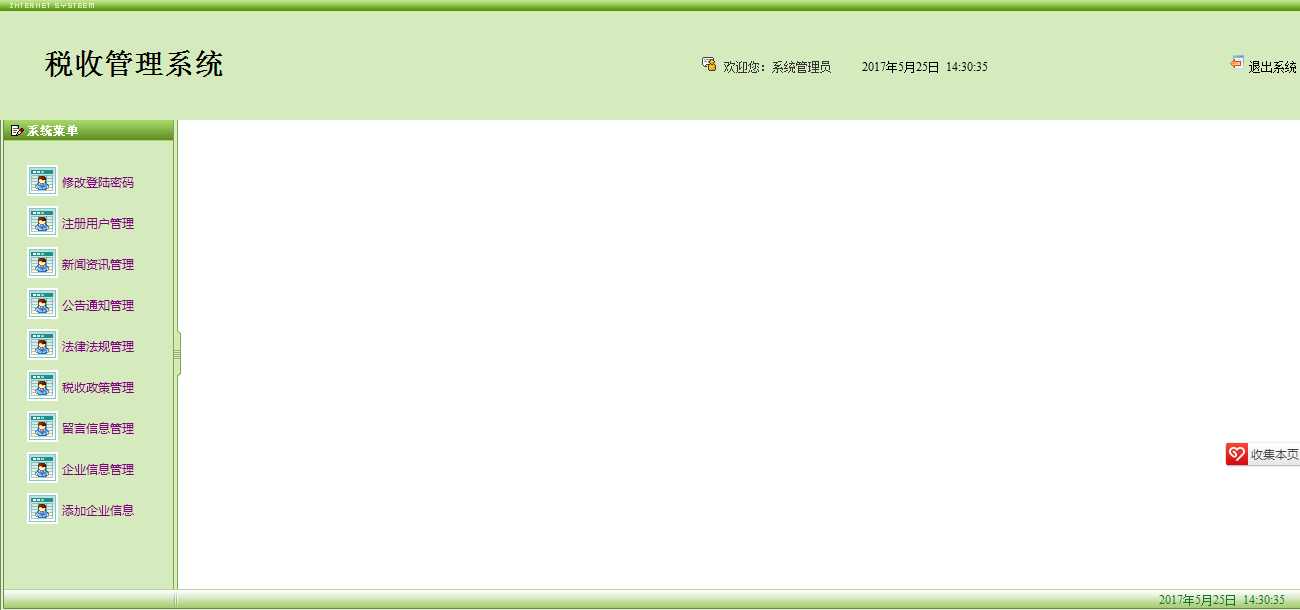 INTERNET SYSTEEM
税收管理系统
欢迎您：系统管理员 2017年5月25日 14:30:35
退出系统
系统菜单
修改登陆密码
注册用户管理
新闻资讯管理
公告通知管理
法律法规管理
税收政策管理
留言信息管理
企业信息管理
添加企业信息
收集本页
2017年5月25日 14:30:35